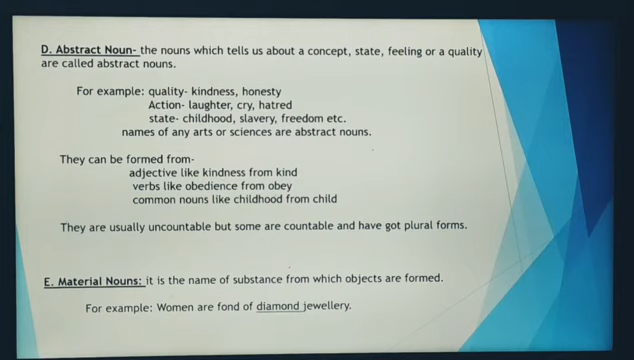 D. Abstract Noun- the nouns which tells us about a concept, state, feeling or a quality
are called abstract nouns.
For example: quality- kindness, honesty
Action- laughter, cry, hatred
state- childhood, slavery, freedom etc.
names of any arts or sciences are abstract nouns.
They can be formed from-
adjective like kindness from kind
verbs like obedience from obey
common nouns like childhood from child
They are usually uncountable but some are countable and have got plural forms.
E. Material Nouns: it is the name of substance from which objects are formed.
For example: Women are fond of diamond jewellery.